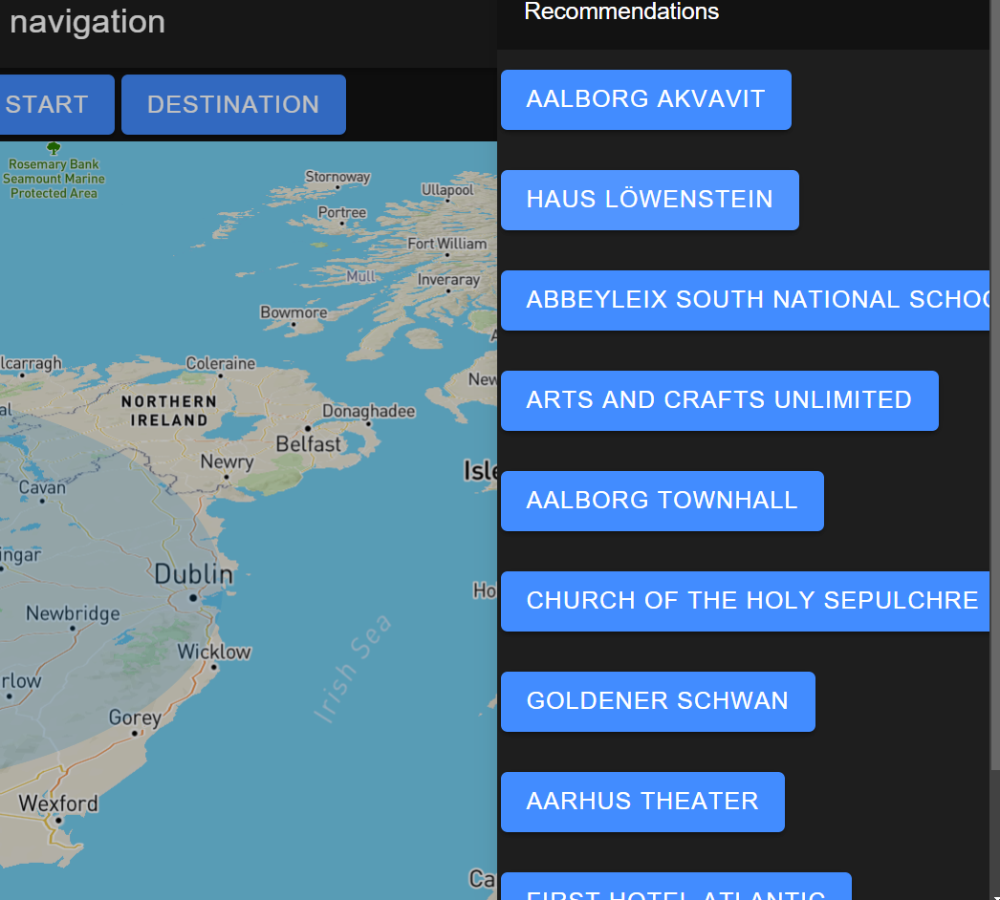 navigation
START
DESTINATION
Rosemary Bank
Seamount Marine
Protected Area
Stornoway
Ullapool
Portree
Fort William
Mull
Inveraray
Bowmore
lcarragh
Coleraine
New
NORTHERN
IRELAND
al
Donaghadee
Belfast
Newry
Isle
Cavan
ingar
Dublin
Ho
Newbridge
Irish Sea
Wicklow
rlow
Gorey
Wexford
Ca
Recommendations
AALBORG AKVAVIT
HAUS LÖWENSTEIN
ABBEYLEIX SOUTH NATIONAL SCHOO
ARTS AND CRAFTS UNLIMITED
AALBORG TOWNHALL
CHURCH OF THE HOLY SEPULCHRE
GOLDENER SCHWAN
AARHUS THEATER
FIRST HOTEL ATLANTIC